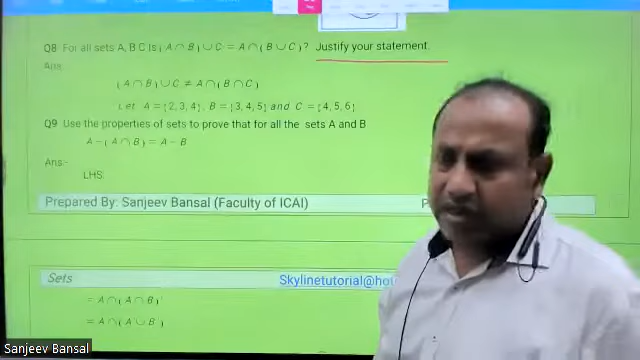 Q8 For all sets A, B C Is ( A ∩ B ) ∪ C = A ∩ ( B ∪ C ) ? Justify your statement.
Ans.
( A ∩ B ) ∪ C ≠ A ∩ ( B ∩ C )
Let A = {2, 3, 4}, B = {3, 4, 5} and C = {4, 5, 6}
Q9 Use the properties of sets to prove that for all the sets A and B
A − ( A ∩ B ) = A − B
Ans:-
LHS:
Prepared By: Sanjeev Bansal (Faculty of ICAI)
Sets
Skylinetutorial@hot
= A ∩ ( A ∩ B )'
= A ∩ ( A ∪ B )
Sanjeev Bansal